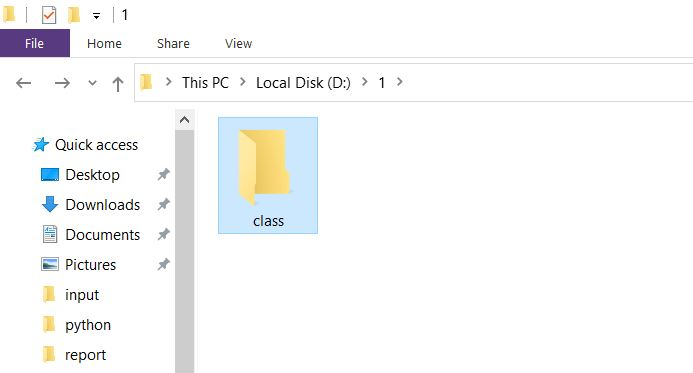 1
File Home Share View
This PC Local Disk (D:) 1
Quick access
Desktop
Downloads
Documents
Pictures
input
python
report
class